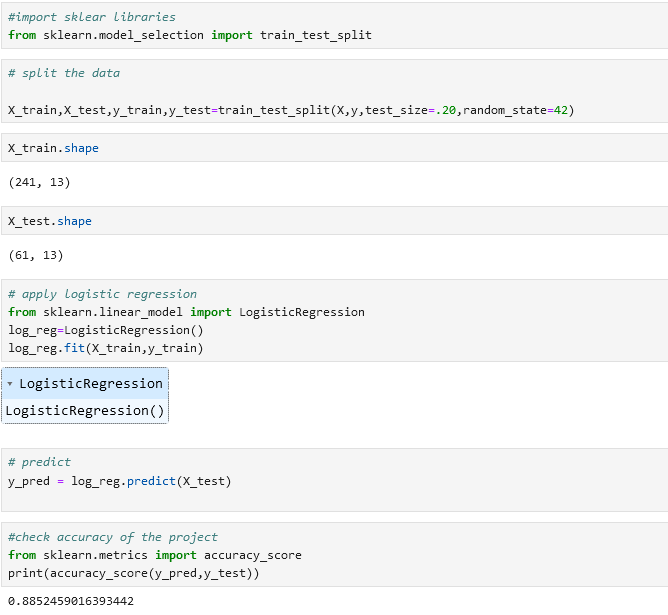 #import sklear libraries
from sklearn.model_selection import train_test_split
# split the data
X_train,X_test,y_train,y_test=train_test_split(X,y,test_size=.20,random_state=42)
X_train.shape
(241, 13)
X_test.shape
(61, 13)
# apply logistic regression
from sklearn.linear_model import LogisticRegression
log_reg=LogisticRegression()
log_reg.fit(X_train,y_train)
▾ LogisticRegression
LogisticRegression()
# predict
y_pred = log_reg.predict(X_test)
#check accuracy of the project
from sklearn.metrics import accuracy_score
print(accuracy_score(y_pred,y_test))
0.8852459016393442